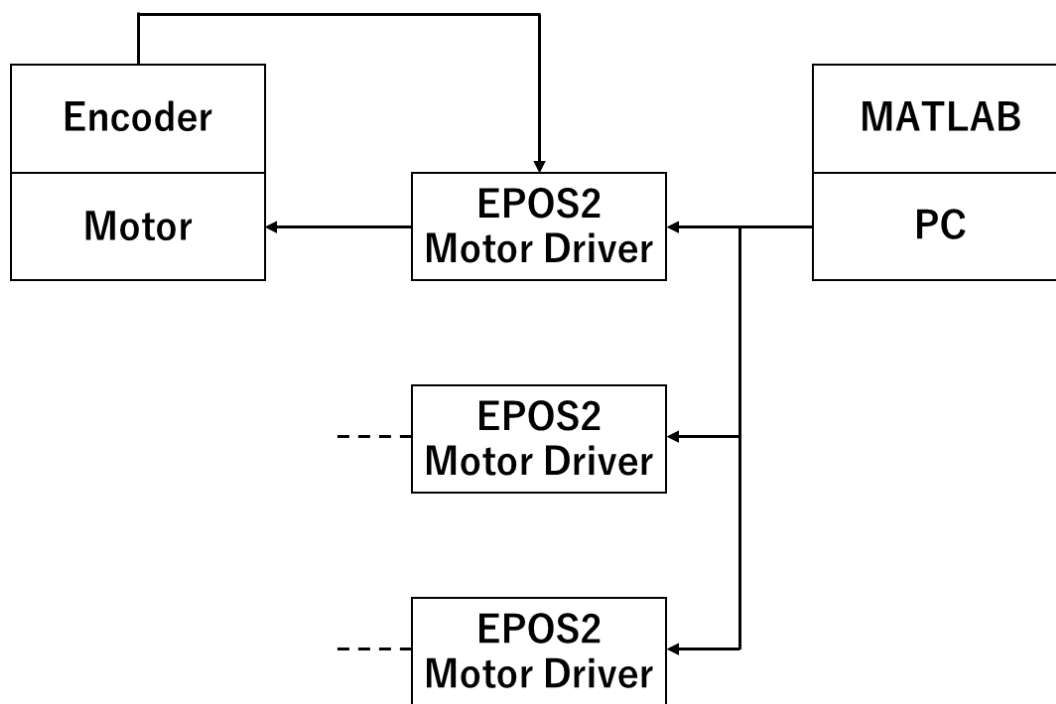 Encoder
Motor
EPOS2
Motor Driver
MATLAB
PC
EPOS2
Motor Driver
EPOS2
Motor Driver